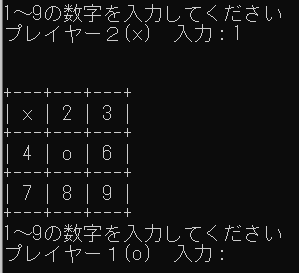 1～9の数字を入力してください
プレイヤー２(x)　入力：1
+---+---+---+
| x | 2 | 3 |
+---+---+---+
| 4 | o | 6 |
+---+---+---+
| 7 | 8 | 9 |
+---+---+---+
1～9の数字を入力してください
プレイヤー１(o)　入力：